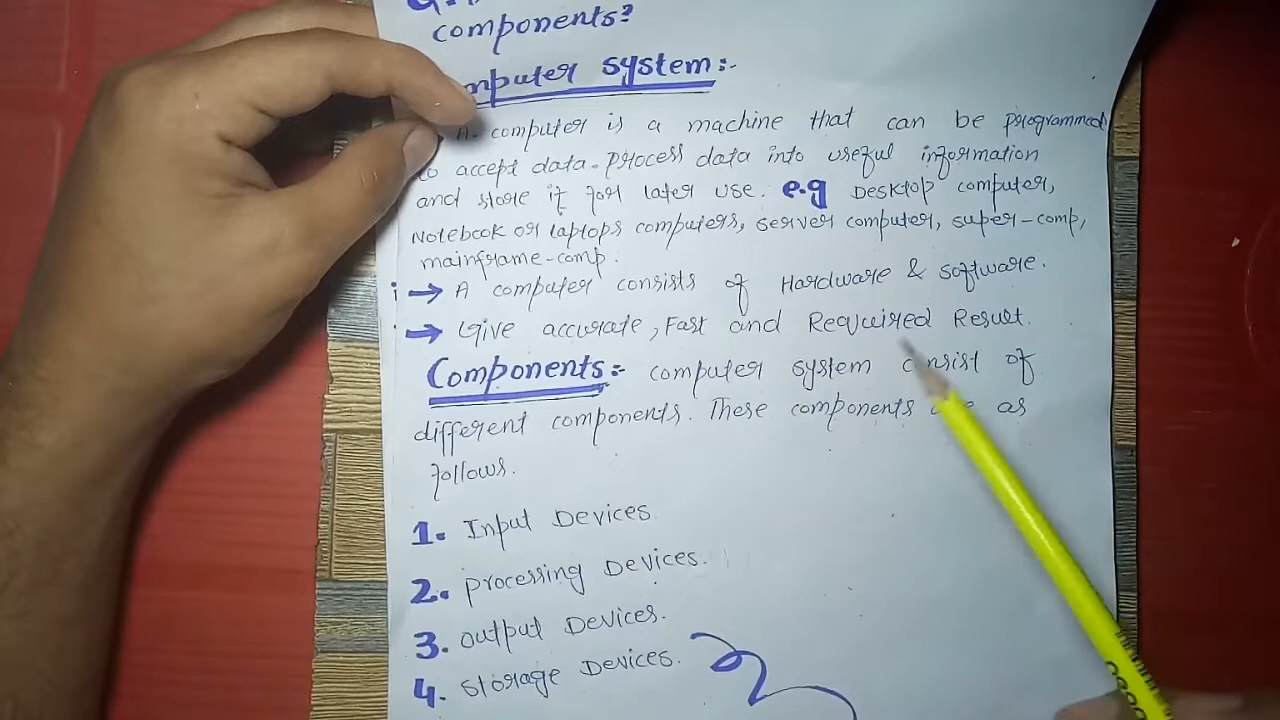 components?
mputer system:-
A. computer is a machine that can be programmed
to accept data. process data into useful information
and store it for later use. e.g Desktop computer,
Notebook or laptops computers, server computer, super-comp,
mainframe-comp.
→ A computer consists of Hardware & software.
→ Give accurate, Fast and Required Result.
Components:- computer system consist of
different components. These components are as
follows.
1. Input Devices
2. processing Devices.
3. output Devices.
4. storage Devices.